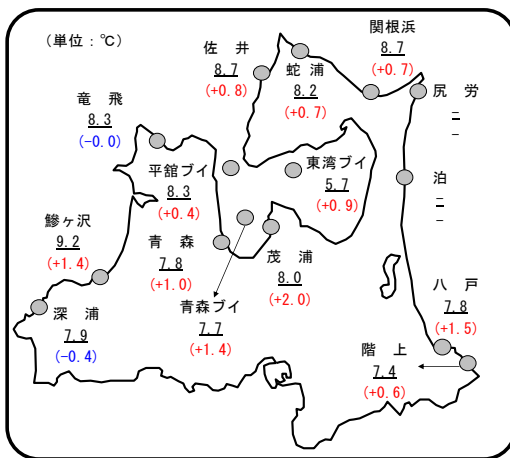 (単位:℃)
佐 井
8.7
(+0.8)
関根浜
8.7
(+0.7)
蛇 浦
8.2
(+0.7)
尻 労
－
－
竜 飛
8.3
(-0.0)
平舘ブイ
8.3
(+0.4)
東湾ブイ
5.7
(+0.9)
泊
－
－
鰺ヶ沢
9.2
(+1.4)
青 森
7.8
(+1.0)
茂 浦
8.0
(+2.0)
深 浦
7.9
(-0.4)
青森ブイ
7.7
(+1.4)
八 戸
7.8
(+1.5)
階 上
7.4
(+0.6)